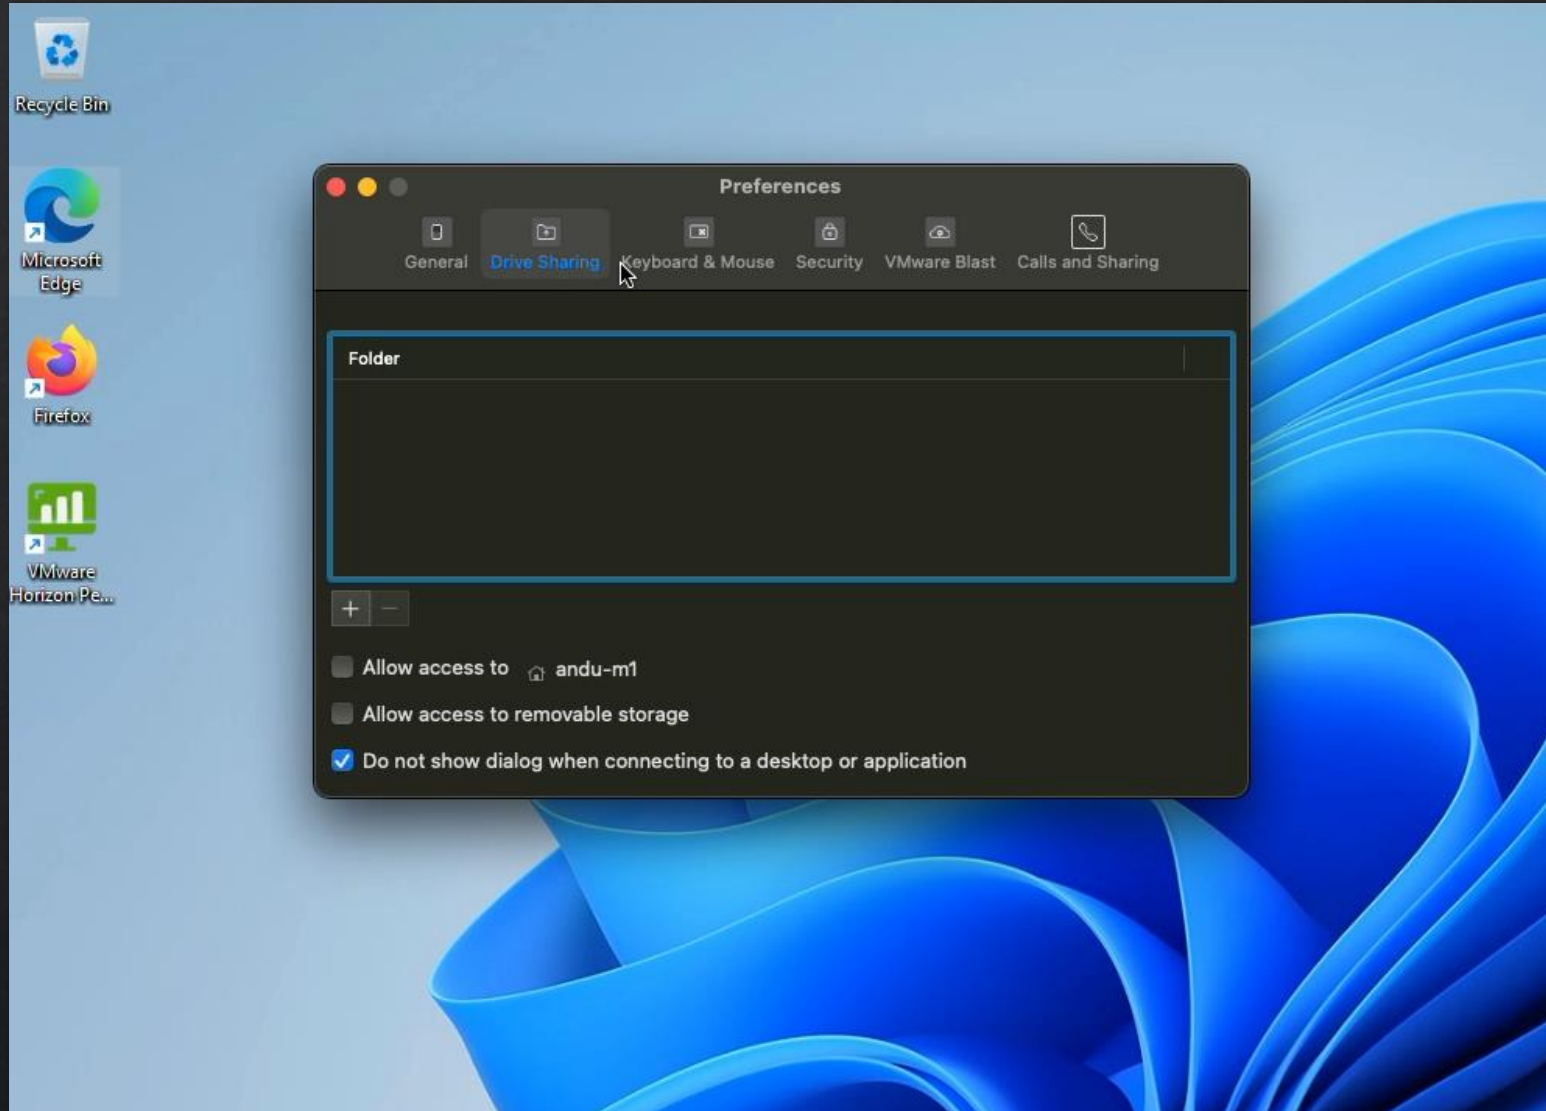 Recycle Bin
Microsoft
Edge
Firefox
VMware
Horizon Pe...
Preferences
General
Drive Sharing
Keyboard & Mouse
Security
VMware Blast
Calls and Sharing
Folder
Allow access to andu-m1
Allow access to removable storage
Do not show dialog when connecting to a desktop or application